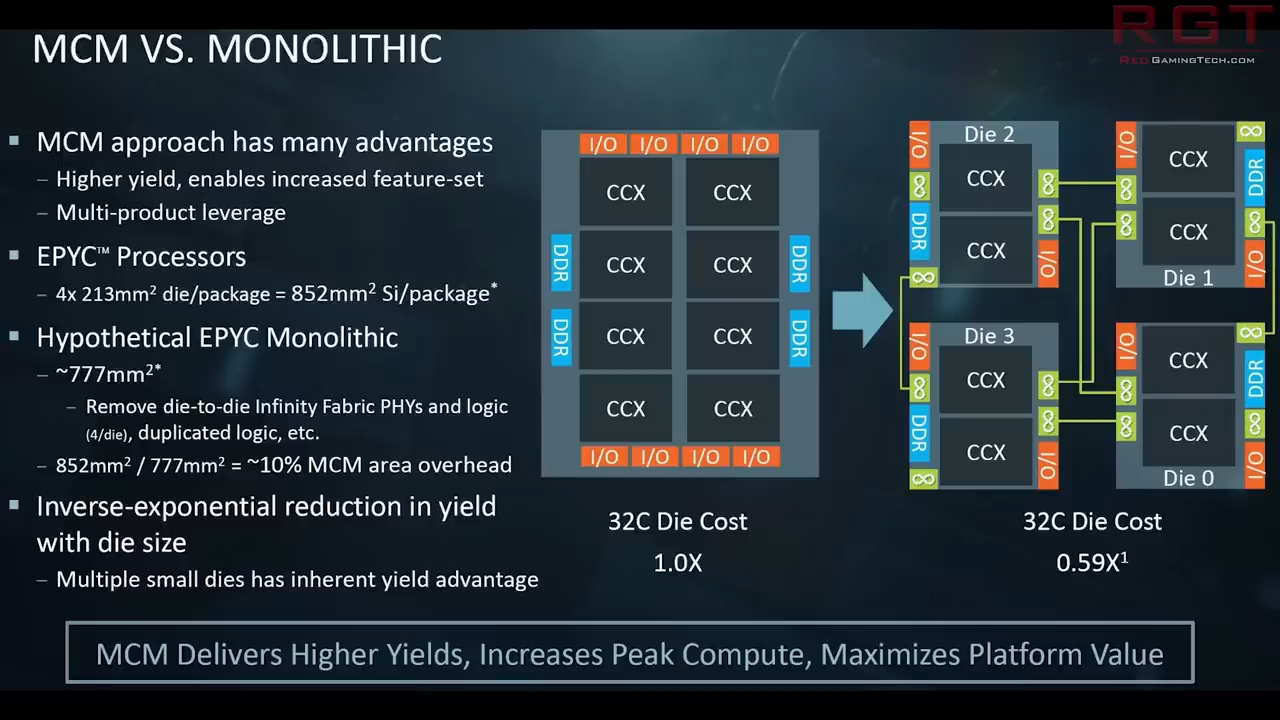 MCM VS. MONOLITHIC
RGT
REDGAMINGTECH.COM
▪ MCM approach has many advantages
– Higher yield, enables increased feature-set
– Multi-product leverage
▪ EPYC™ Processors
– 4x 213mm² die/package = 852mm² Si/package*
▪ Hypothetical EPYC Monolithic
– ~777mm²*
– Remove die-to-die Infinity Fabric PHYs and logic
(4/die), duplicated logic, etc.
– 852mm² / 777mm² = ~10% MCM area overhead
▪ Inverse-exponential reduction in yield
with die size
– Multiple small dies has inherent yield advantage
I/O I/O I/O I/O
CCX CCX
DDR CCX CCX DDR
DDR CCX CCX DDR
CCX CCX
I/O I/O I/O I/O
32C Die Cost
1.0X
Die 2
I/O
∞
DDR
∞
CCX
CCX
∞
∞
I/O
I/O
∞
∞
CCX
CCX
∞
DDR
∞
I/O
Die 1
Die 3
I/O
∞
DDR
∞
CCX
CCX
∞
∞
I/O
I/O
∞
∞
CCX
CCX
∞
DDR
∞
I/O
Die 0
32C Die Cost
0.59X¹
MCM Delivers Higher Yields, Increases Peak Compute, Maximizes Platform Value